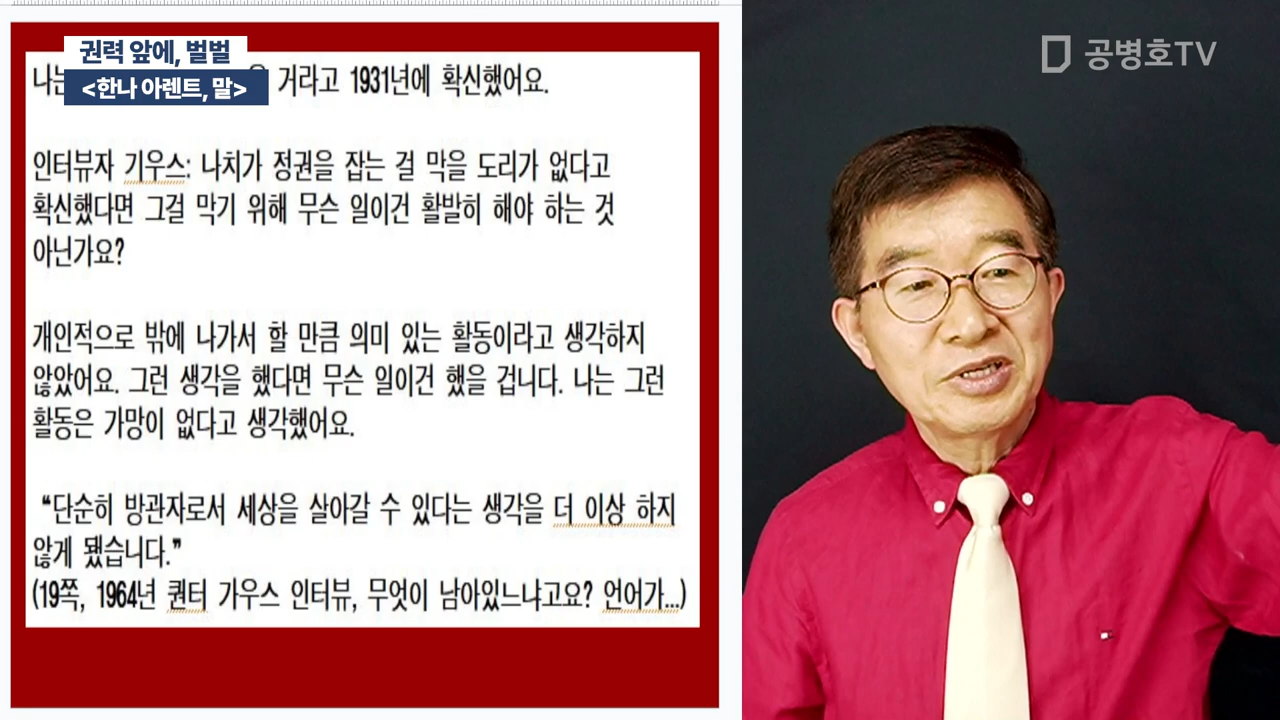 권력 앞에, 벌벌
<한나 아렌트, 말>
공병호TV
거라고 1931년에 확신했어요.
인터뷰자 기우스: 나치가 정권을 잡는 걸 막을 도리가 없다고
확신했다면 그걸 막기 위해 무슨 일이건 활발히 해야 하는 것
아닌가요?
개인적으로 밖에 나가서 할 만큼 의미 있는 활동이라고 생각하지
않았어요. 그런 생각을 했다면 무슨 일이건 했을 겁니다. 나는 그런
활동은 가망이 없다고 생각했어요.
“단순히 방관자로서 세상을 살아갈 수 있다는 생각을 더 이상 하지
않게 됐습니다.”
(19쪽, 1964년 퀀터 가우스 인터뷰, 무엇이 남아있느냐고요? 언어가...)